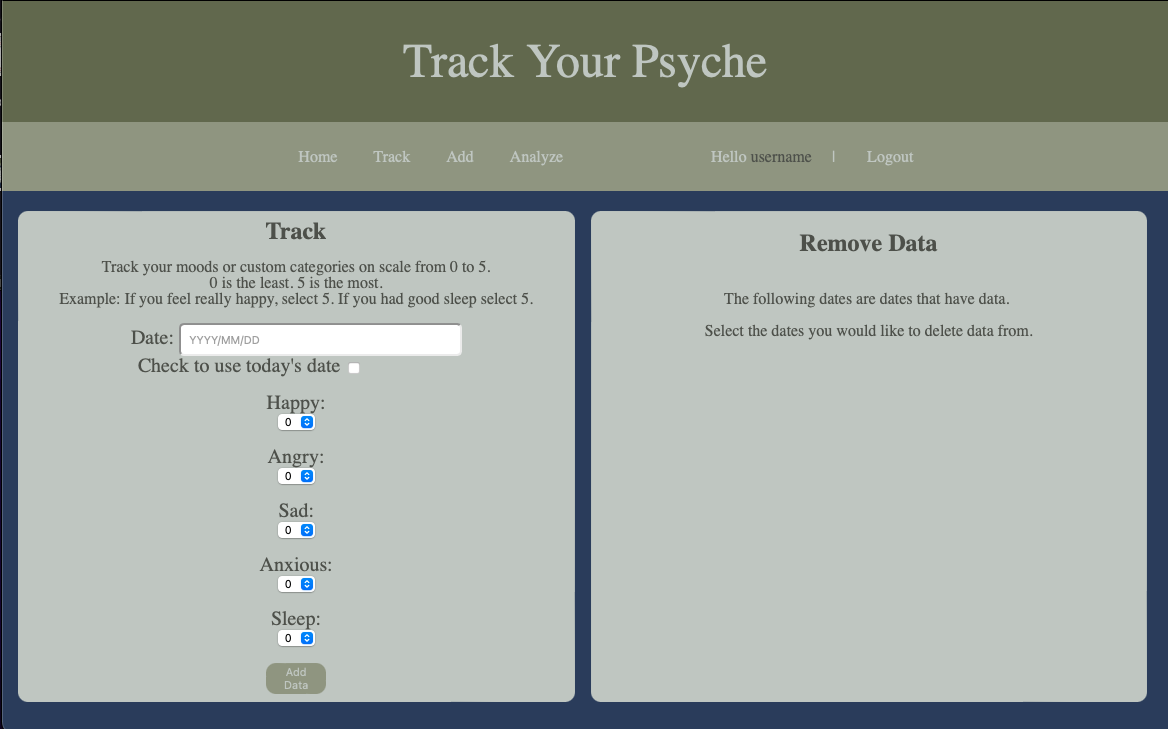 Track Your Psyche
Home Track Add Analyze Hello username | Logout
Track
Track your moods or custom categories on scale from 0 to 5.
0 is the least. 5 is the most.
Example: If you feel really happy, select 5. If you had good sleep select 5.
Date: YYYY/MM/DD
Check to use today's date
Happy:
0
Angry:
0
Sad:
0
Anxious:
0
Sleep:
0
Add
Data
Remove Data
The following dates are dates that have data.
Select the dates you would like to delete data from.